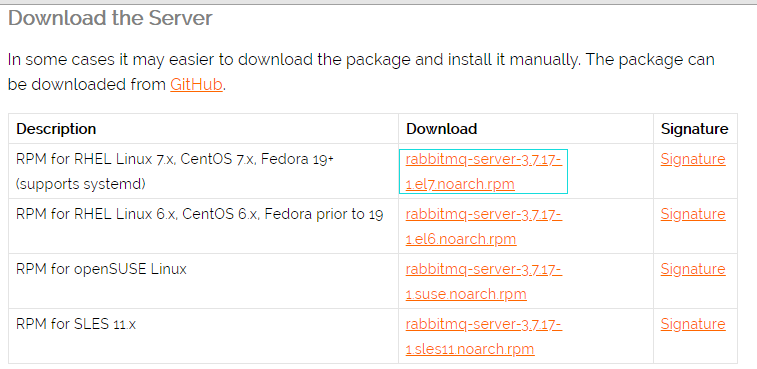 Download the Server
In some cases it may easier to download the package and install it manually. The package can
be downloaded from GitHub.
Description Download Signature
RPM for RHEL Linux 7.x, CentOS 7.x, Fedora 19+ rabbitmq-server-3.7.17- Signature
(supports systemd) 1.el7.noarch.rpm
RPM for RHEL Linux 6.x, CentOS 6.x, Fedora prior to 19 rabbitmq-server-3.7.17- Signature
1.el6.noarch.rpm
RPM for openSUSE Linux rabbitmq-server-3.7.17- Signature
1.suse.noarch.rpm
RPM for SLES 11.x rabbitmq-server-3.7.17- Signature
1.sles11.noarch.rpm